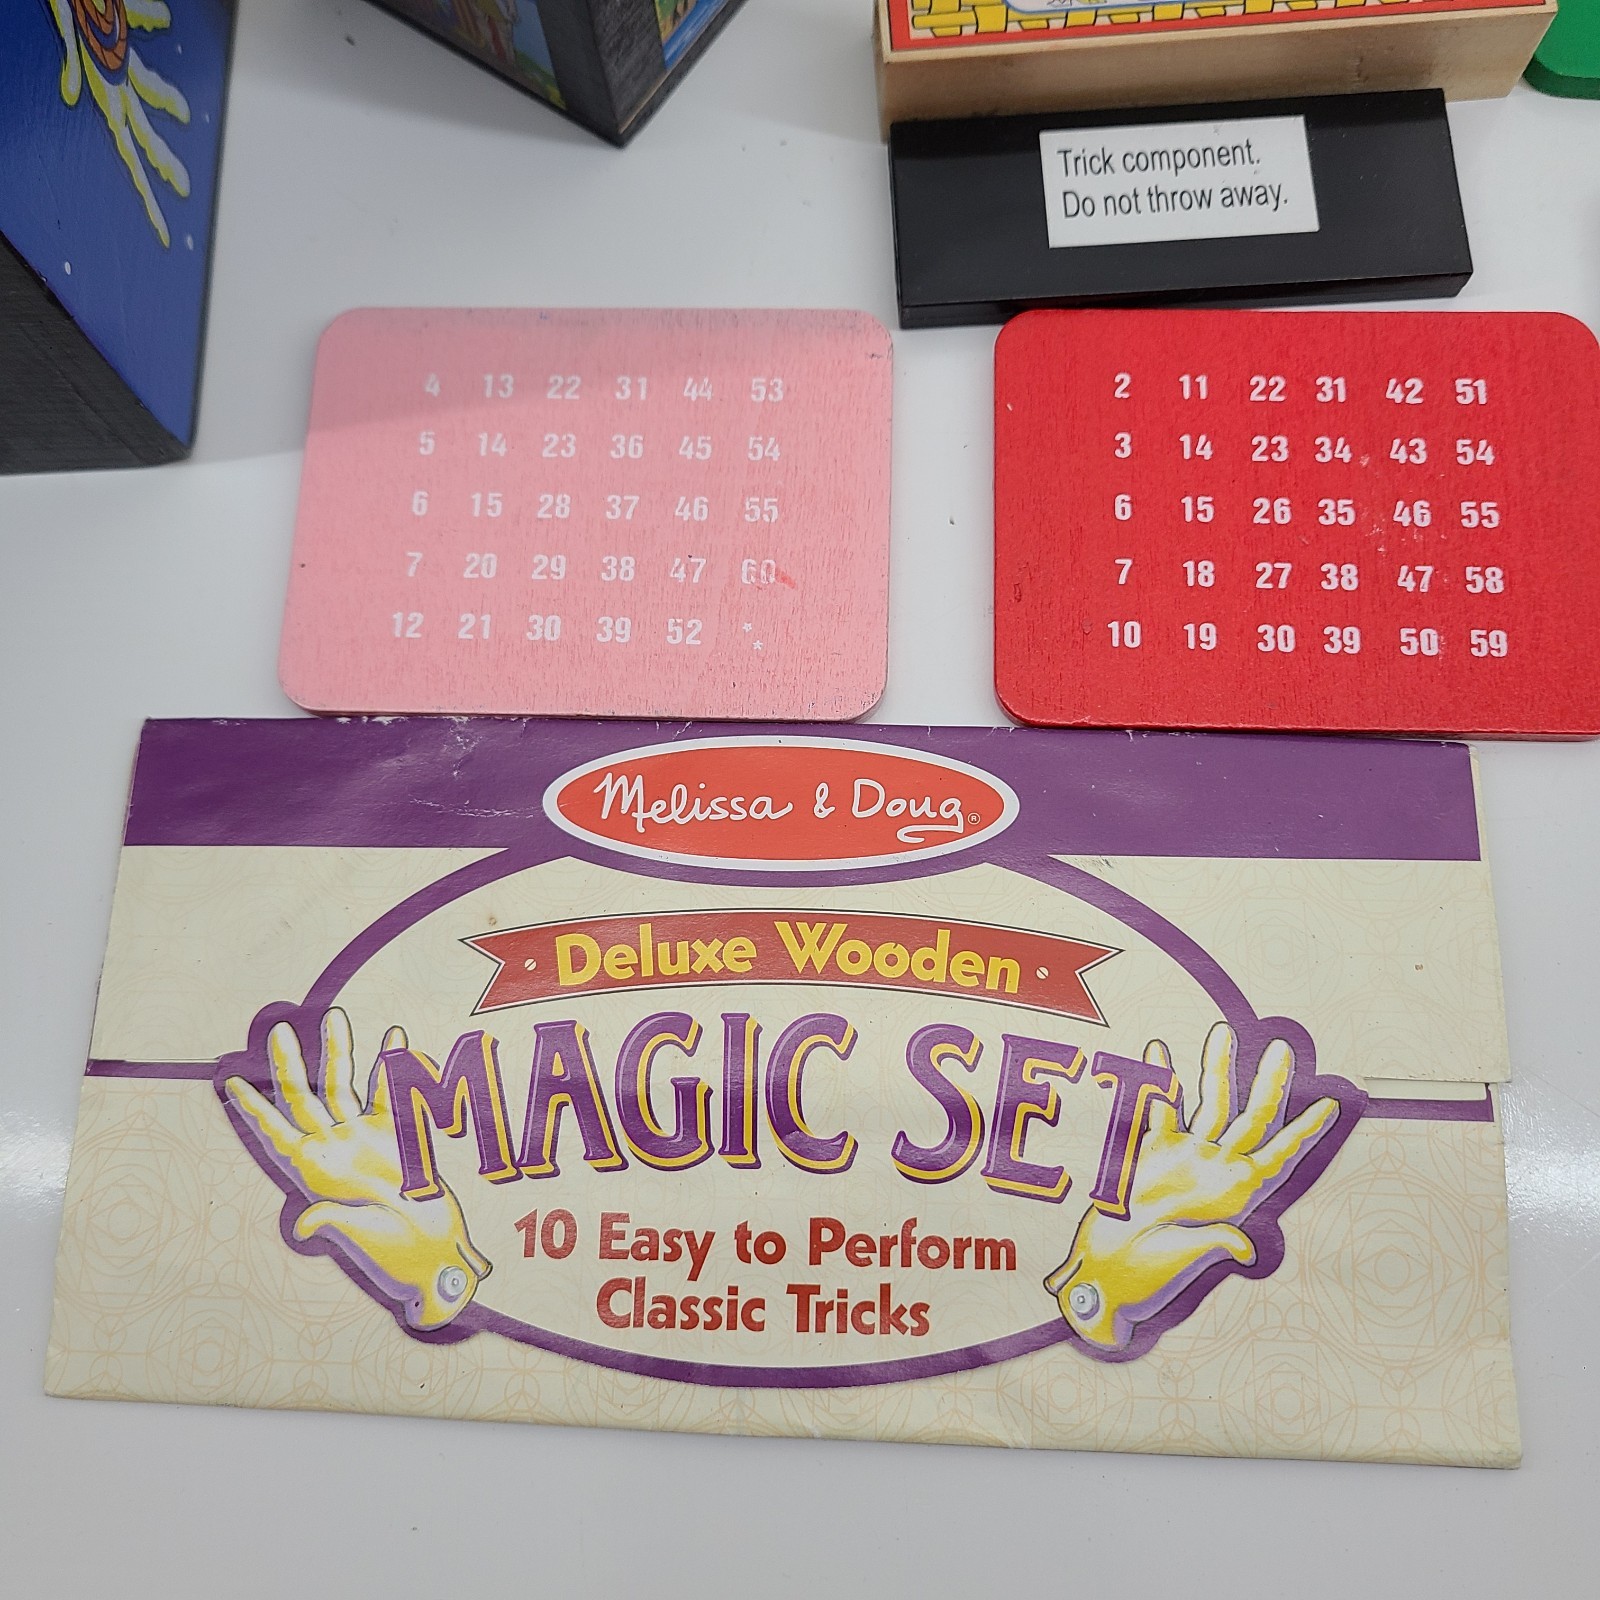 Trick component.
Do not throw away.
4 13 22 31 44 53
5 14 23 36 45 54
6 15 28 37 46 55
7 20 29 38 47 60
12 21 30 39 52 **
2 11 22 31 42 51
3 14 23 34 43 54
6 15 26 35 46 55
7 18 27 38 47 58
10 19 30 39 50 59
Melissa & Doug®
Deluxe Wooden
MAGIC SET
10 Easy to Perform
Classic Tricks